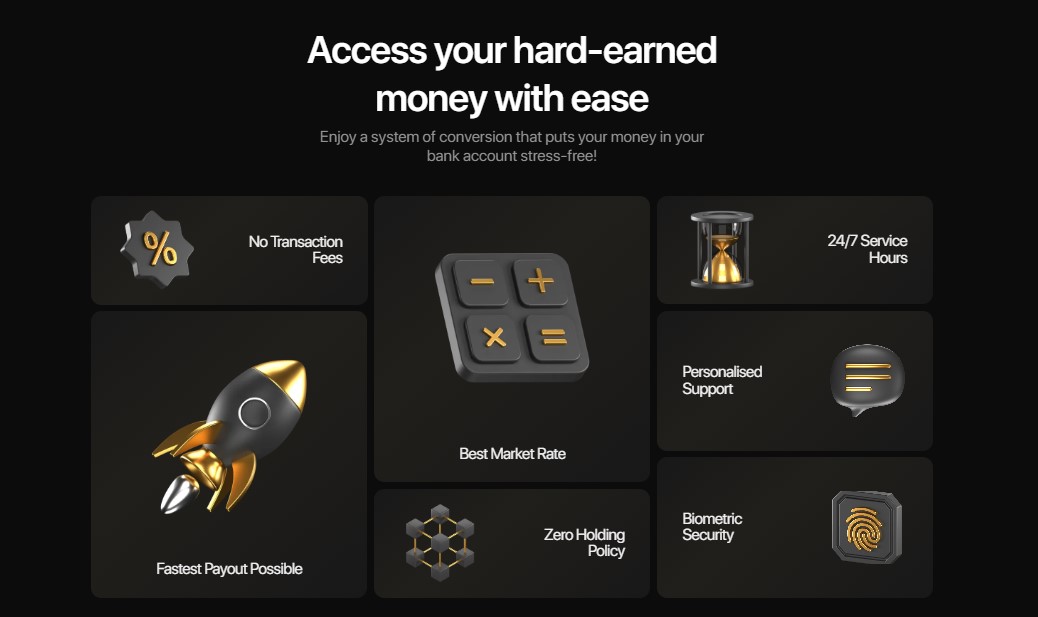 Access your hard-earned
money with ease
Enjoy a system of conversion that puts your money in your
bank account stress-free!
%
No Transaction
Fees
Fastest Payout Possible
− +
× =
Best Market Rate
Zero Holding
Policy
24/7 Service
Hours
Personalised
Support
Biometric
Security